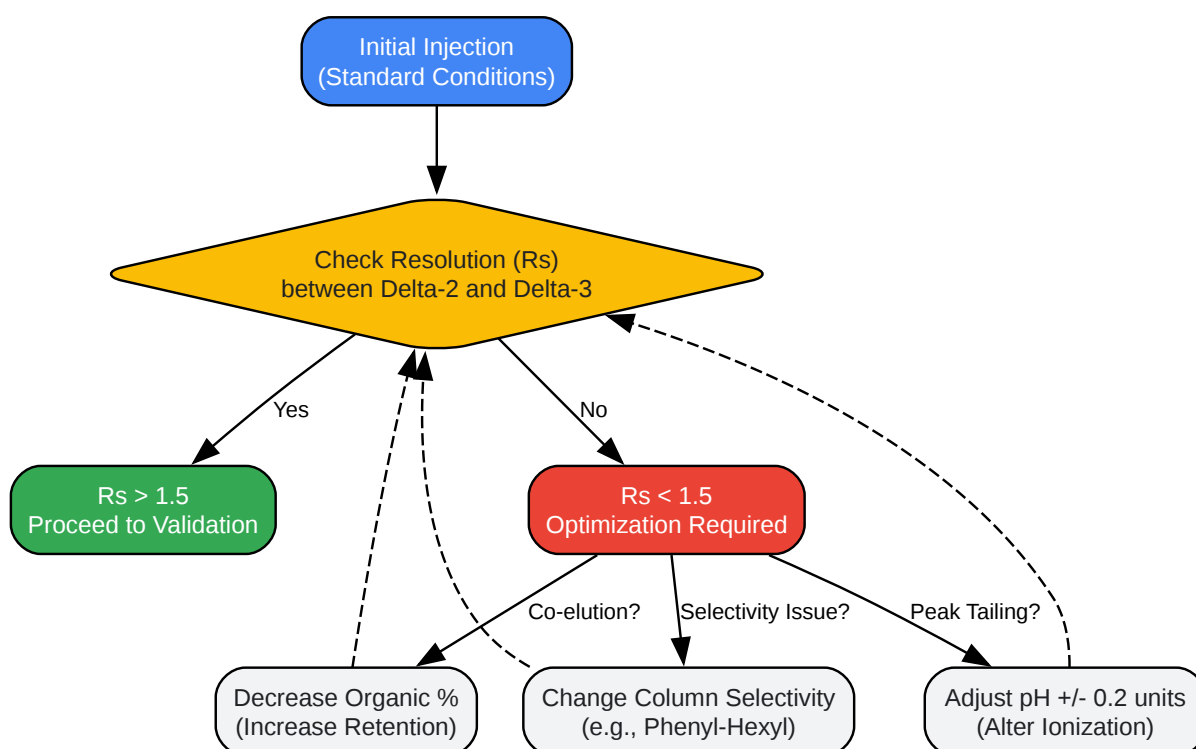 Initial Injection
(Standard Conditions)
Check Resolution (Rs)
between Delta-2 and Delta-3
Yes
No
Rs > 1.5
Proceed to Validation
Rs < 1.5
Optimization Required
Co-elution?
Selectivity Issue?
Peak Tailing?
Decrease Organic %
(Increase Retention)
Change Column Selectivity
(e.g., Phenyl-Hexyl)
Adjust pH +/- 0.2 units
(Alter Ionization)